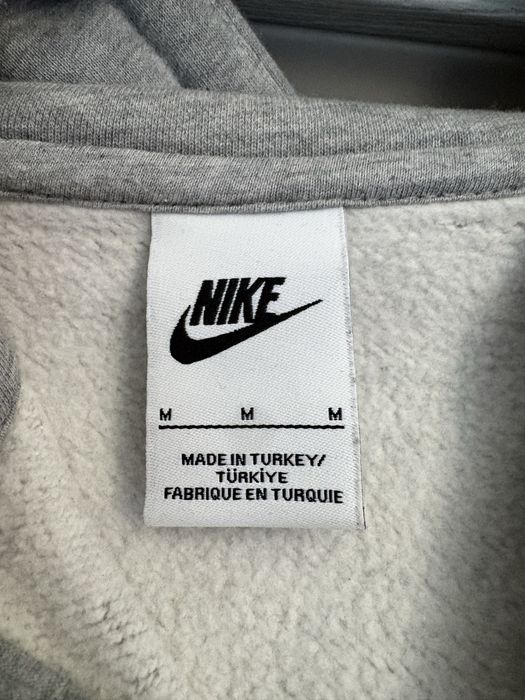 NIKE
M M M
MADE IN TURKEY/
TÜRKİYE
FABRIQUE EN TURQUIE